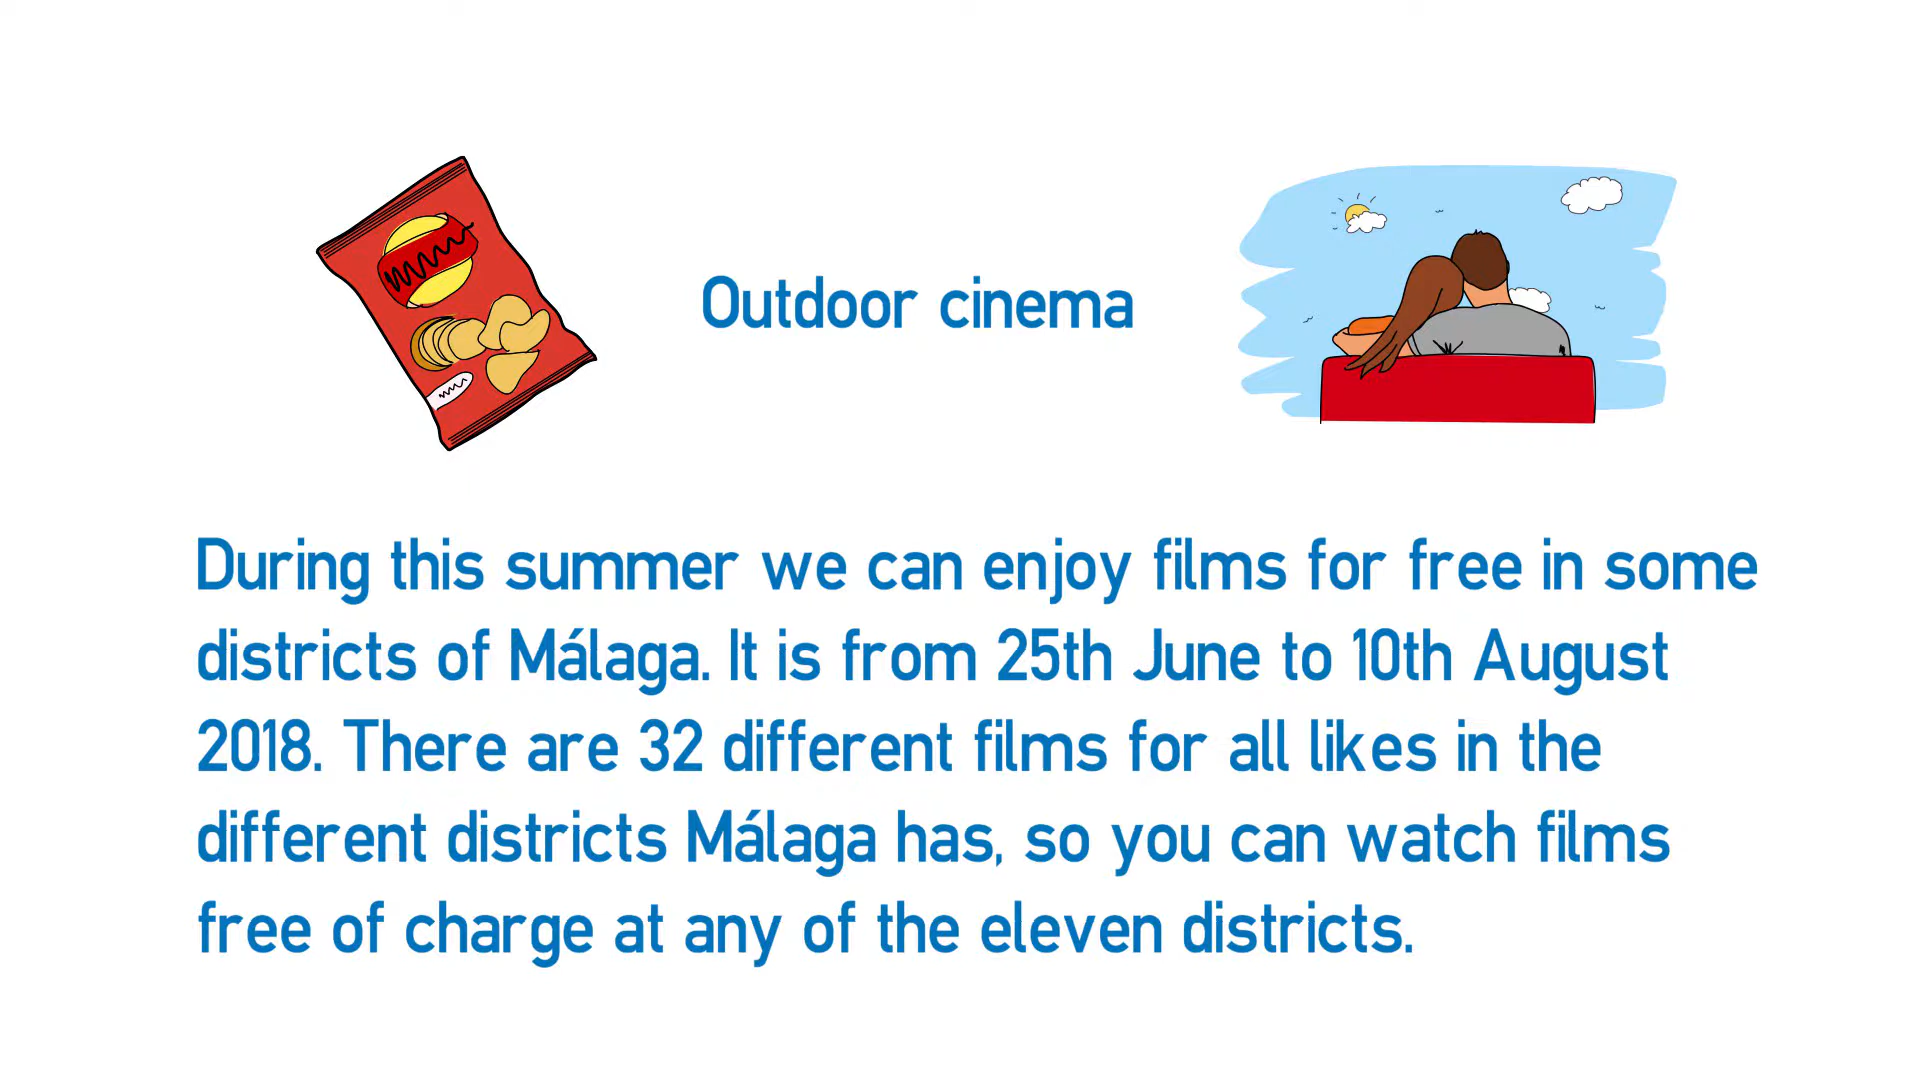 Outdoor cinema
During this summer we can enjoy films for free in some
districts of Málaga. It is from 25th June to 10th August
2018. There are 32 different films for all likes in the
different districts Málaga has, so you can watch films
free of charge at any of the eleven districts.